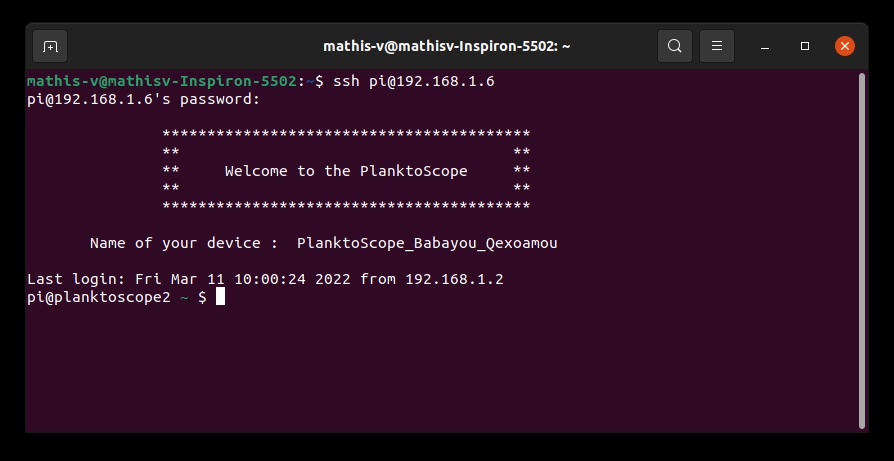 mathis-v@mathisv-Inspiron-5502: ~
mathis-v@mathisv-Inspiron-5502:~$ ssh pi@192.168.1.6
pi@192.168.1.6's password:
*****************************************
**                                     **
**     Welcome to the PlanktoScope     **
**                                     **
*****************************************
Name of your device :  PlanktoScope_Babayou_Qexoamou
Last login: Fri Mar 11 10:00:24 2022 from 192.168.1.2
pi@planktoscope2 ~ $